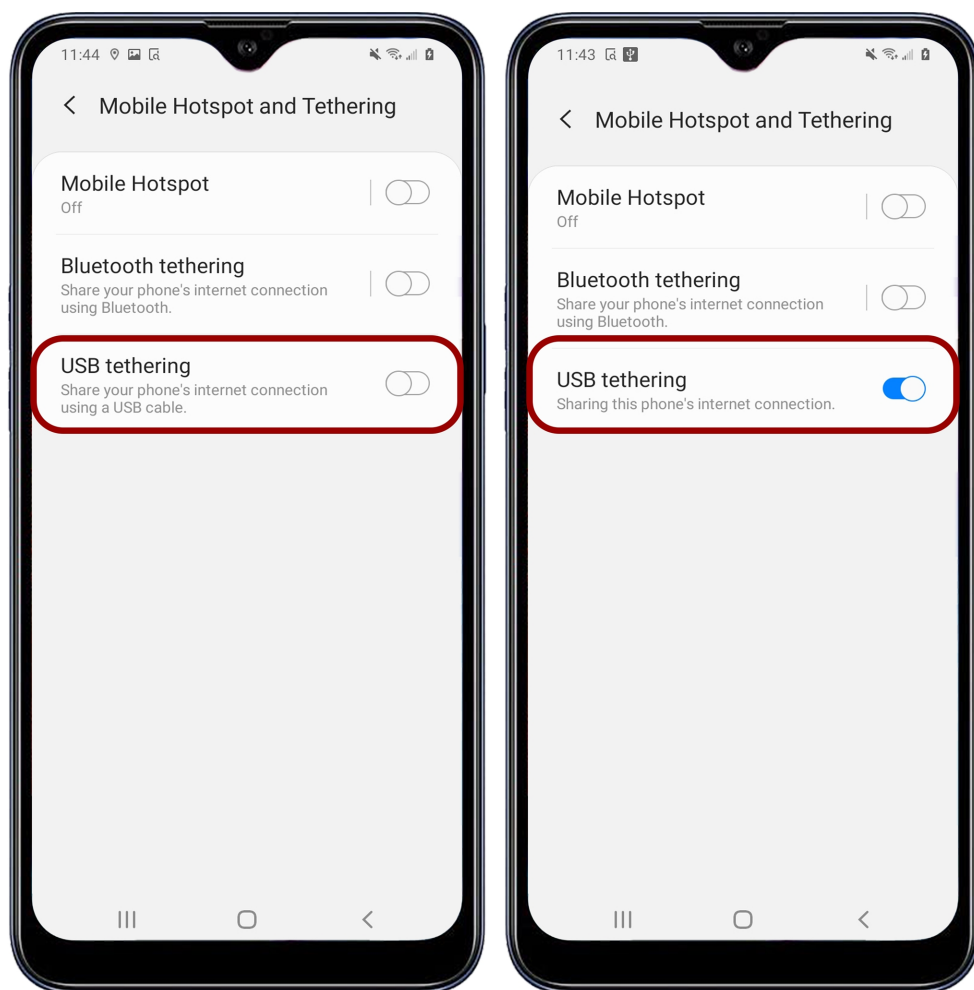 11:44
Mobile Hotspot and Tethering
Mobile Hotspot
Off
Bluetooth tethering
Share your phone's internet connection
using Bluetooth.
USB tethering
Share your phone's internet connection
using a USB cable.
11:43
Mobile Hotspot and Tethering
Mobile Hotspot
Off
Bluetooth tethering
Share your phone's internet connection
using Bluetooth.
USB tethering
Sharing this phone's internet connection.